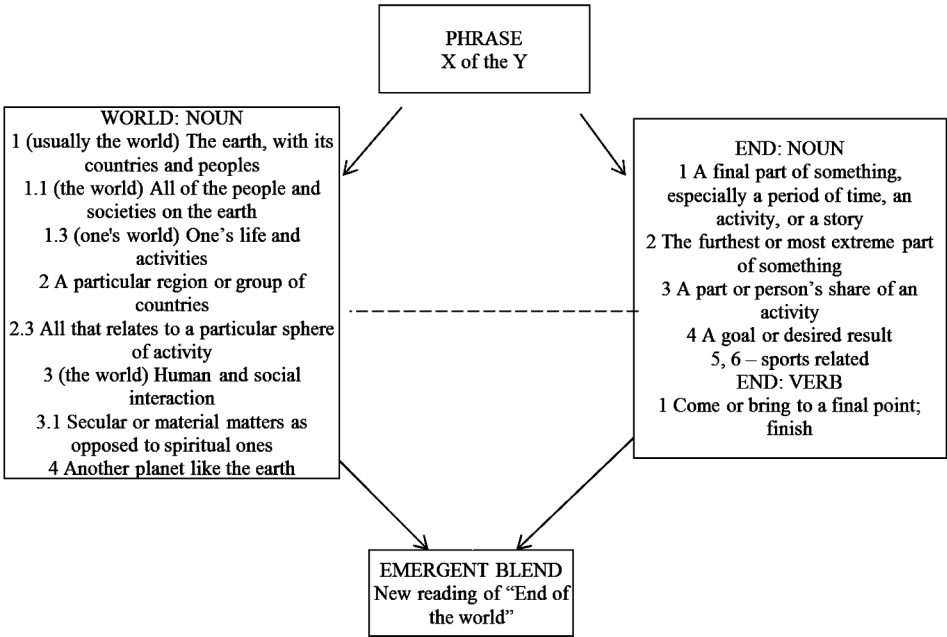 PHRASE
X of the Y
WORLD: NOUN
1 (usually the world) The earth, with its
countries and peoples
1.1 (the world) All of the people and
societies on the earth
1.3 (one's world) One’s life and
activities
2 A particular region or group of
countries
2.3 All that relates to a particular sphere
of activity
3 (the world) Human and social
interaction
3.1 Secular or material matters as
opposed to spiritual ones
4 Another planet like the earth
END: NOUN
1 A final part of something,
especially a period of time, an
activity, or a story
2 The furthest or most extreme part
of something
3 A part or person’s share of an
activity
4 A goal or desired result
5, 6 – sports related
END: VERB
1 Come or bring to a final point;
finish
EMERGENT BLEND
New reading of “End of
the world”